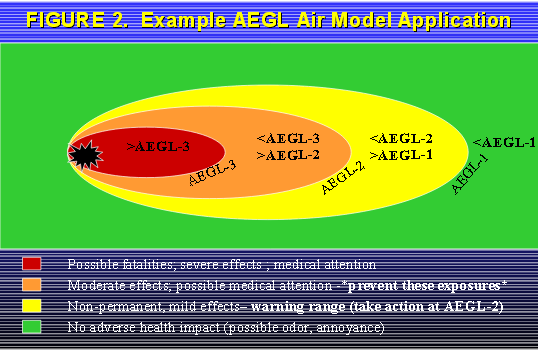 FIGURE 2. Example AEGL Air Model Application
>AEGL-3
<AEGL-3
>AEGL-2
<AEGL-2
>AEGL-1
<AEGL-1
AEGL-3
AEGL-2
AEGL-1
Possible fatalities; severe effects ; medical attention
Moderate effects; possible medical attention -*prevent these exposures*
Non-permanent, mild effects– warning range (take action at AEGL-2)
No adverse health impact (possible odor, annoyance)